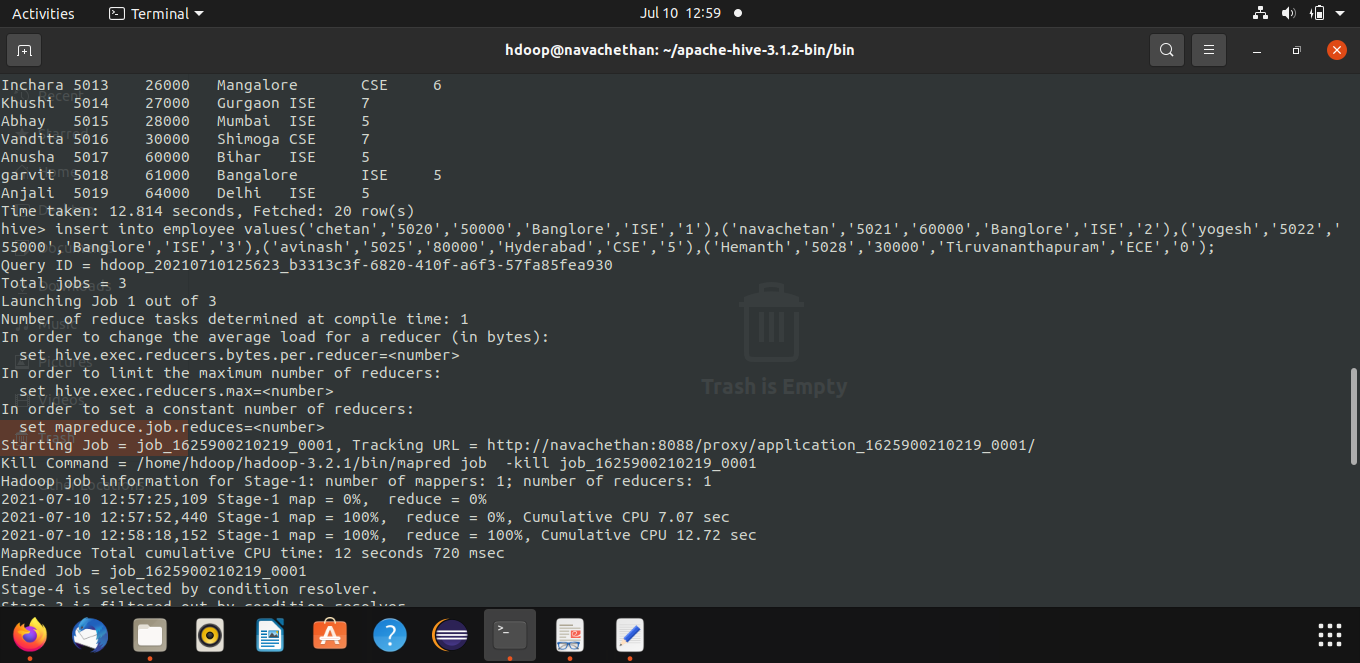 Activities Terminal Jul 10 12:59
hdoop@navachethan: ~/apache-hive-3.1.2-bin/bin
Inchara 5013 26000 Mangalore CSE 6
Khushi 5014 27000 Gurgaon ISE 7
Abhay 5015 28000 Mumbai ISE 5
Vandita 5016 30000 Shimoga CSE 7
Anusha 5017 60000 Bihar ISE 5
garvit 5018 61000 Bangalore ISE 5
Anjali 5019 64000 Delhi ISE 5
Time taken: 12.814 seconds, Fetched: 20 row(s)
hive> insert into employee values('chetan','5020','50000','Banglore','ISE','1'),('navachetan','5021','60000','Banglore','ISE','2'),('yogesh','5022','
55000','Banglore','ISE','3'),('avinash','5025','80000','Hyderabad','CSE','5'),('Hemanth','5028','30000','Tiruvananthapuram','ECE','0');
Query ID = hdoop_20210710125623_b3313c3f-6820-410f-a6f3-57fa85fea930
Total jobs = 3
Launching Job 1 out of 3
Number of reduce tasks determined at compile time: 1
In order to change the average load for a reducer (in bytes):
set hive.exec.reducers.bytes.per.reducer=<number>
In order to limit the maximum number of reducers:
set hive.exec.reducers.max=<number>
In order to set a constant number of reducers:
set mapreduce.job.reduces=<number>
Starting Job = job_1625900210219_0001, Tracking URL = http://navachethan:8088/proxy/application_1625900210219_0001/
Kill Command = /home/hdoop/hadoop-3.2.1/bin/mapred job  -kill job_1625900210219_0001
Hadoop job information for Stage-1: number of mappers: 1; number of reducers: 1
2021-07-10 12:57:25,109 Stage-1 map = 0%,  reduce = 0%
2021-07-10 12:57:52,440 Stage-1 map = 100%,  reduce = 0%, Cumulative CPU 7.07 sec
2021-07-10 12:58:18,152 Stage-1 map = 100%,  reduce = 100%, Cumulative CPU 12.72 sec
MapReduce Total cumulative CPU time: 12 seconds 720 msec
Ended Job = job_1625900210219_0001
Stage-4 is selected by condition resolver.
Stage-3 is filtered out by condition resolver.
Trash is Empty
Pictures
Videos
Trash